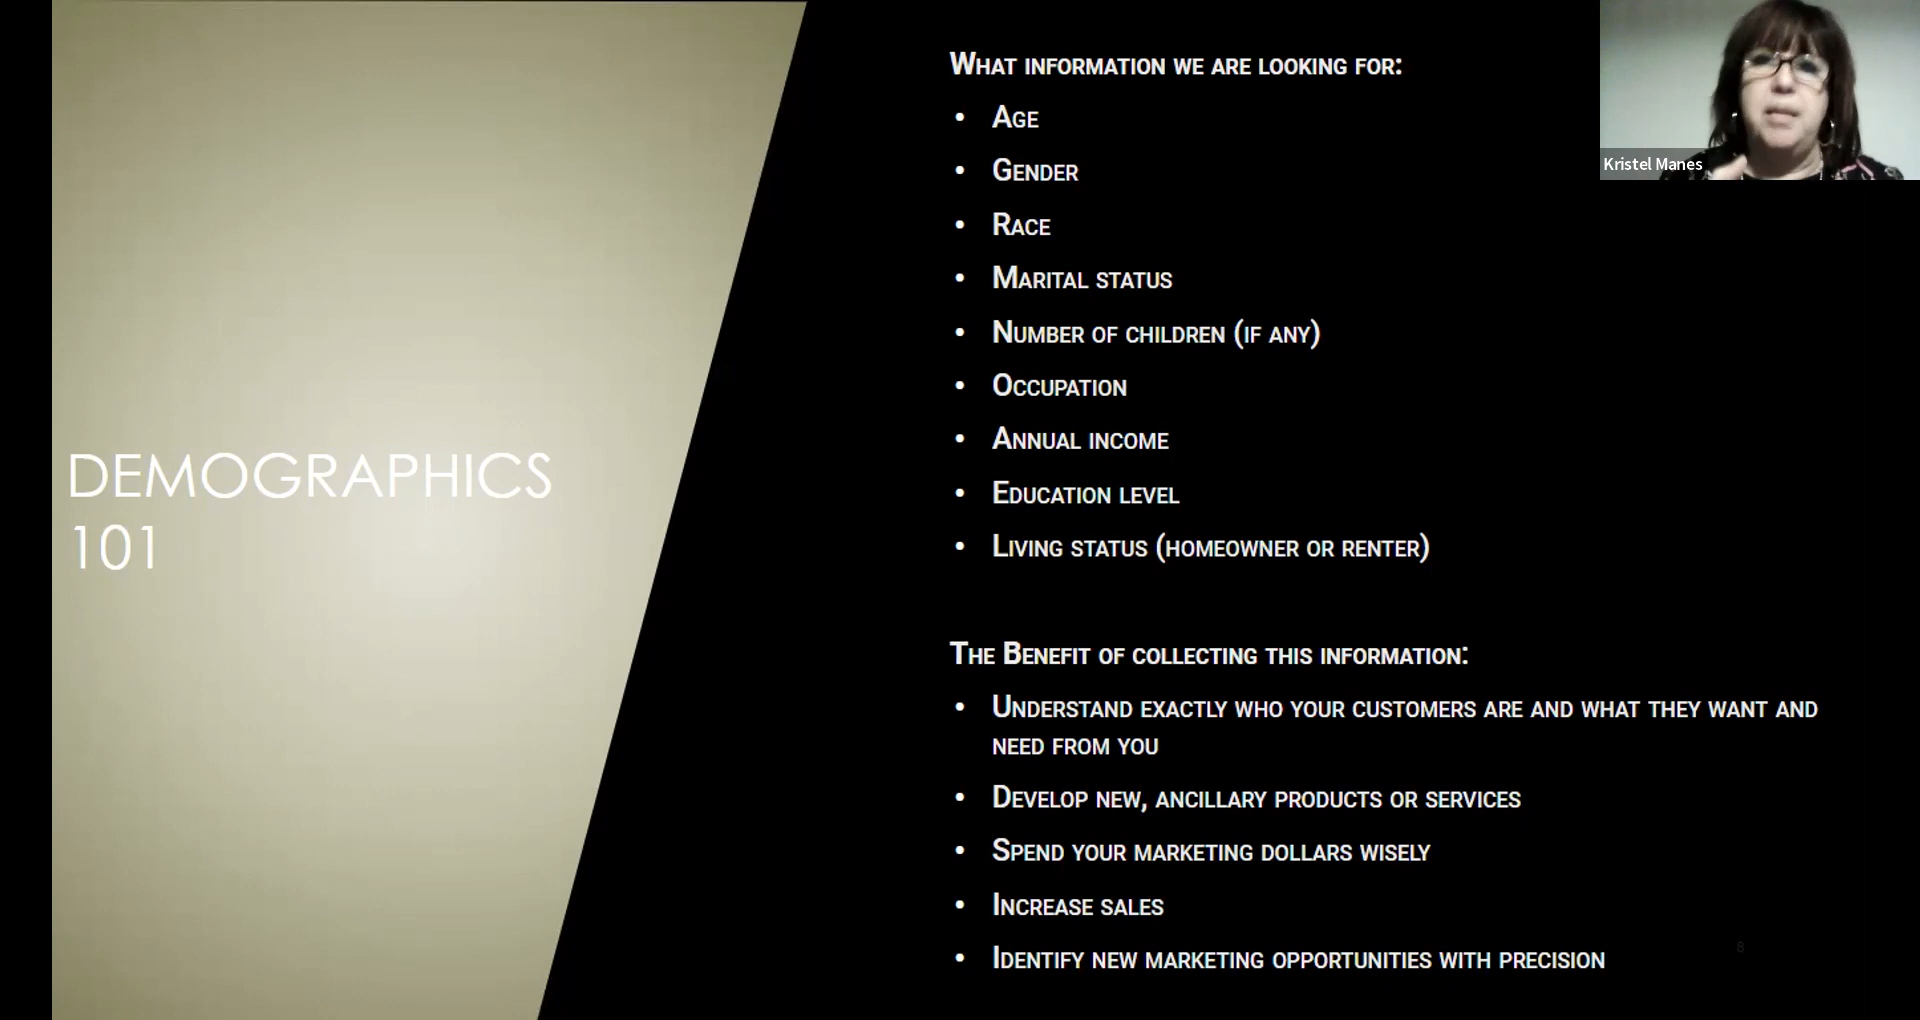 DEMOGRAPHICS
101
What information we are looking for:
• Age
• Gender
• Race
• Marital status
• Number of children (if any)
• Occupation
• Annual income
• Education level
• Living status (homeowner or renter)
The Benefit of collecting this information:
• Understand exactly who your customers are and what they want and
need from you
• Develop new, ancillary products or services
• Spend your marketing dollars wisely
• Increase sales
• Identify new marketing opportunities with precision
8
Kristel Manes